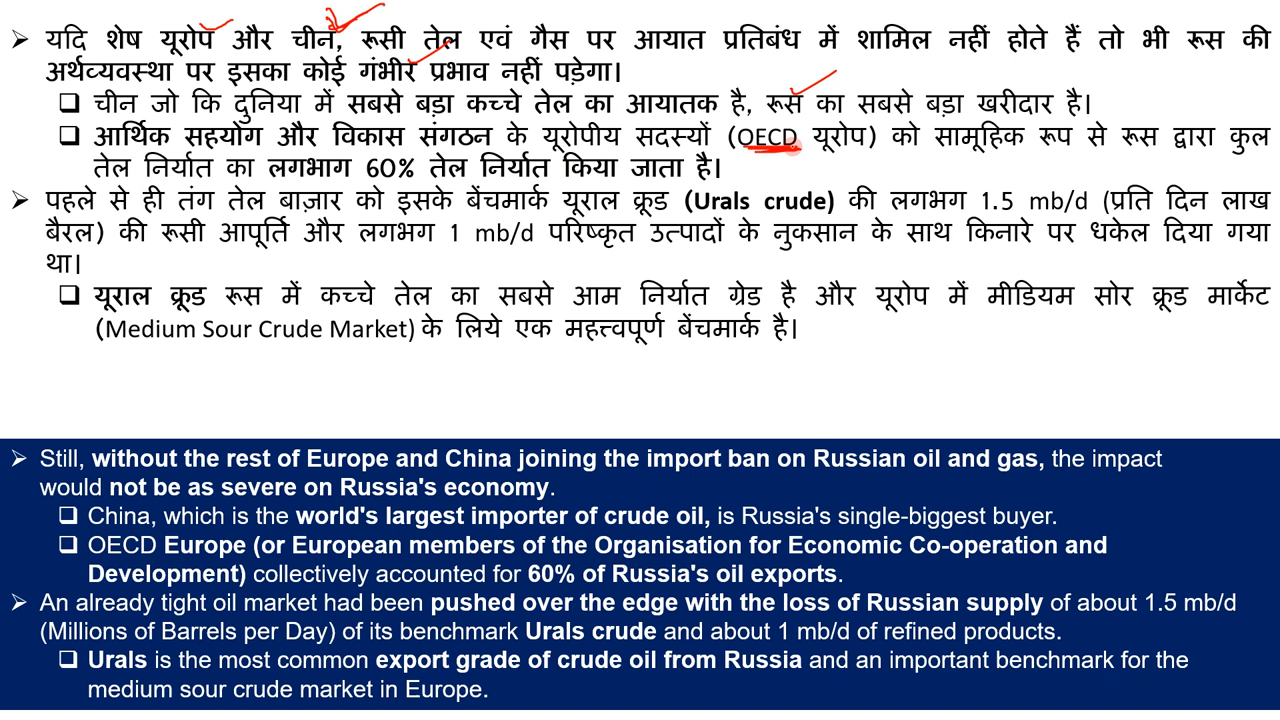 ➢ यदि शेष यूरोप और चीन, रूसी तेल एवं गैस पर आयात प्रतिबंध में शामिल नहीं होते हैं तो भी रूस की
अर्थव्यवस्था पर इसका कोई गंभीर प्रभाव नहीं पड़ेगा।
❑ चीन जो कि दुनिया में सबसे बड़ा कच्चे तेल का आयातक है, रूस का सबसे बड़ा खरीदार है।
❑ आर्थिक सहयोग और विकास संगठन के यूरोपीय सदस्यों (OECD यूरोप) को सामूहिक रूप से रूस द्वारा कुल
तेल निर्यात का लगभाग 60% तेल निर्यात किया जाता है।
➢ पहले से ही तंग तेल बाज़ार को इसके बेंचमार्क यूराल क्रूड (Urals crude) की लगभग 1.5 mb/d (प्रति दिन लाख
बैरल) की रूसी आपूर्ति और लगभग 1 mb/d परिष्कृत उत्पादों के नुकसान के साथ किनारे पर धकेल दिया गया
था।
❑ यूराल क्रूड रूस में कच्चे तेल का सबसे आम निर्यात ग्रेड है और यूरोप में मीडियम सोर क्रूड मार्केट
(Medium Sour Crude Market) के लिये एक महत्त्वपूर्ण बेंचमार्क है।
➢ Still, without the rest of Europe and China joining the import ban on Russian oil and gas, the impact
would not be as severe on Russia's economy.
❑ China, which is the world's largest importer of crude oil, is Russia's single-biggest buyer.
❑ OECD Europe (or European members of the Organisation for Economic Co-operation and
Development) collectively accounted for 60% of Russia's oil exports.
➢ An already tight oil market had been pushed over the edge with the loss of Russian supply of about 1.5 mb/d
(Millions of Barrels per Day) of its benchmark Urals crude and about 1 mb/d of refined products.
❑ Urals is the most common export grade of crude oil from Russia and an important benchmark for the
medium sour crude market in Europe.